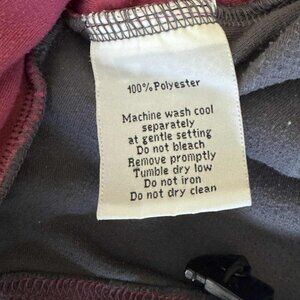 100% Polyester
Machine wash cool
separately
at gentle setting
Do not bleach
Remove promptly
Tumble dry low
Do not iron
Do not dry clean